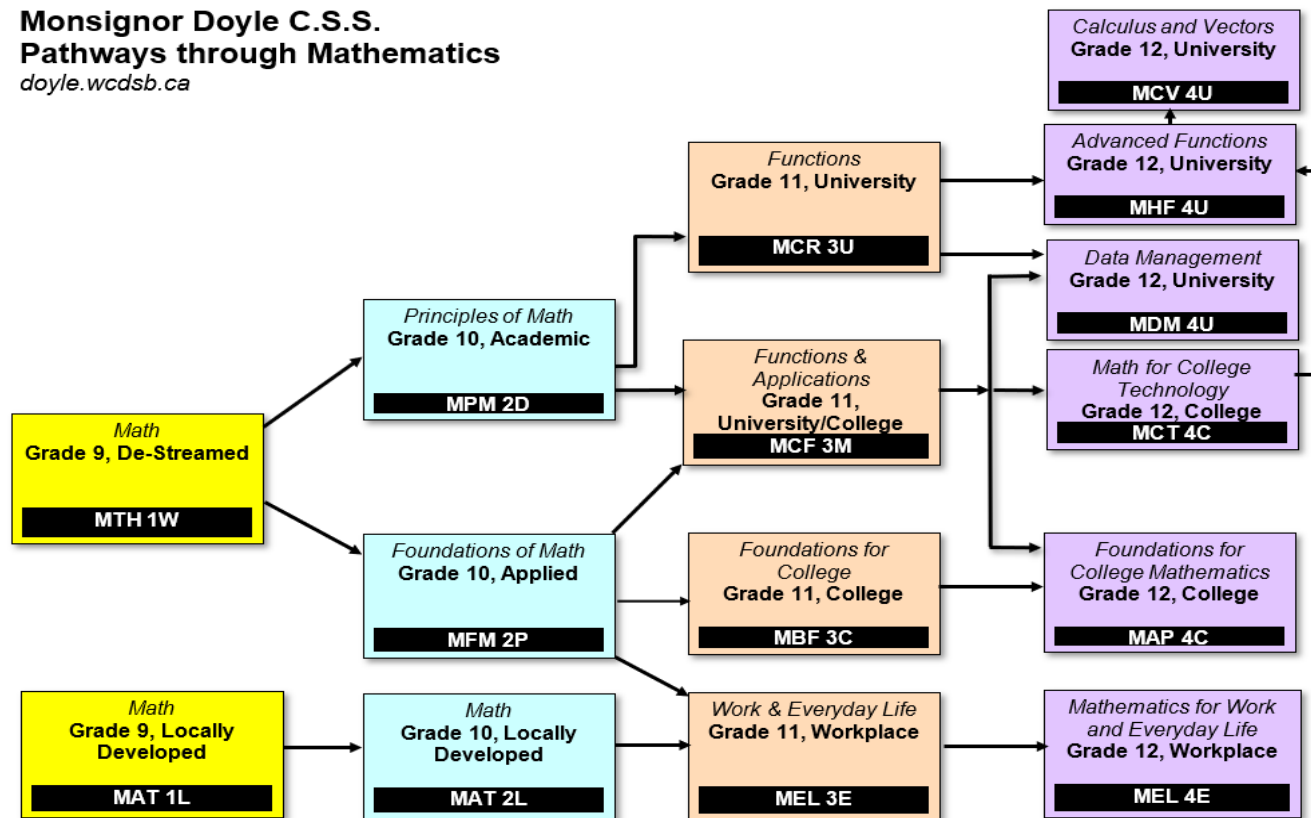 Monsignor Doyle C.S.S.
Pathways through Mathematics
doyle.wcdsb.ca
Calculus and Vectors
Grade 12, University
MCV 4U
Advanced Functions
Grade 12, University
MHF 4U
Functions
Grade 11, University
MCR 3U
Data Management
Grade 12, University
MDM 4U
Principles of Math
Grade 10, Academic
MPM 2D
Functions &
Applications
Grade 11,
University/College
MCF 3M
Math for College
Technology
Grade 12, College
MCT 4C
Math
Grade 9, De-Streamed
MTH 1W
Foundations of Math
Grade 10, Applied
MFM 2P
Foundations for
College
Grade 11, College
MBF 3C
Foundations for
College Mathematics
Grade 12, College
MAP 4C
Math
Grade 9, Locally
Developed
MAT 1L
Math
Grade 10, Locally
Developed
MAT 2L
Work & Everyday Life
Grade 11, Workplace
MEL 3E
Mathematics for Work
and Everyday Life
Grade 12, Workplace
MEL 4E